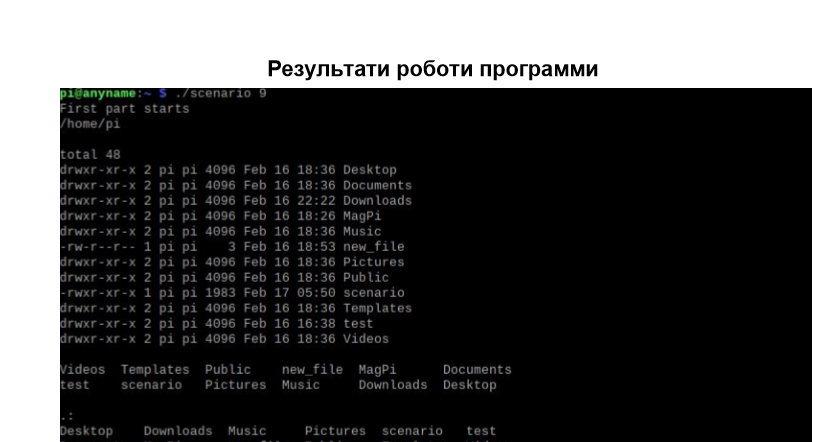 Результати роботи программи
pi@anyname:~ $ ./scenario 9
First part starts
/home/pi
total 48
drwxr-xr-x 2 pi pi 4096 Feb 16 18:36 Desktop
drwxr-xr-x 2 pi pi 4096 Feb 16 18:36 Documents
drwxr-xr-x 2 pi pi 4096 Feb 16 22:22 Downloads
drwxr-xr-x 2 pi pi 4096 Feb 16 18:26 MagPi
drwxr-xr-x 2 pi pi 4096 Feb 16 18:36 Music
-rw-r--r-- 1 pi pi    3 Feb 16 18:53 new_file
drwxr-xr-x 2 pi pi 4096 Feb 16 18:36 Pictures
drwxr-xr-x 2 pi pi 4096 Feb 16 18:36 Public
-rwxr-xr-x 1 pi pi 1983 Feb 17 05:50 scenario
drwxr-xr-x 2 pi pi 4096 Feb 16 18:36 Templates
drwxr-xr-x 2 pi pi 4096 Feb 16 16:38 test
drwxr-xr-x 2 pi pi 4096 Feb 16 18:36 Videos
Videos  Templates  Public    new_file  MagPi      Documents
test    scenario   Pictures  Music     Downloads  Desktop
.:
Desktop    Downloads  Music     Pictures  scenario   test